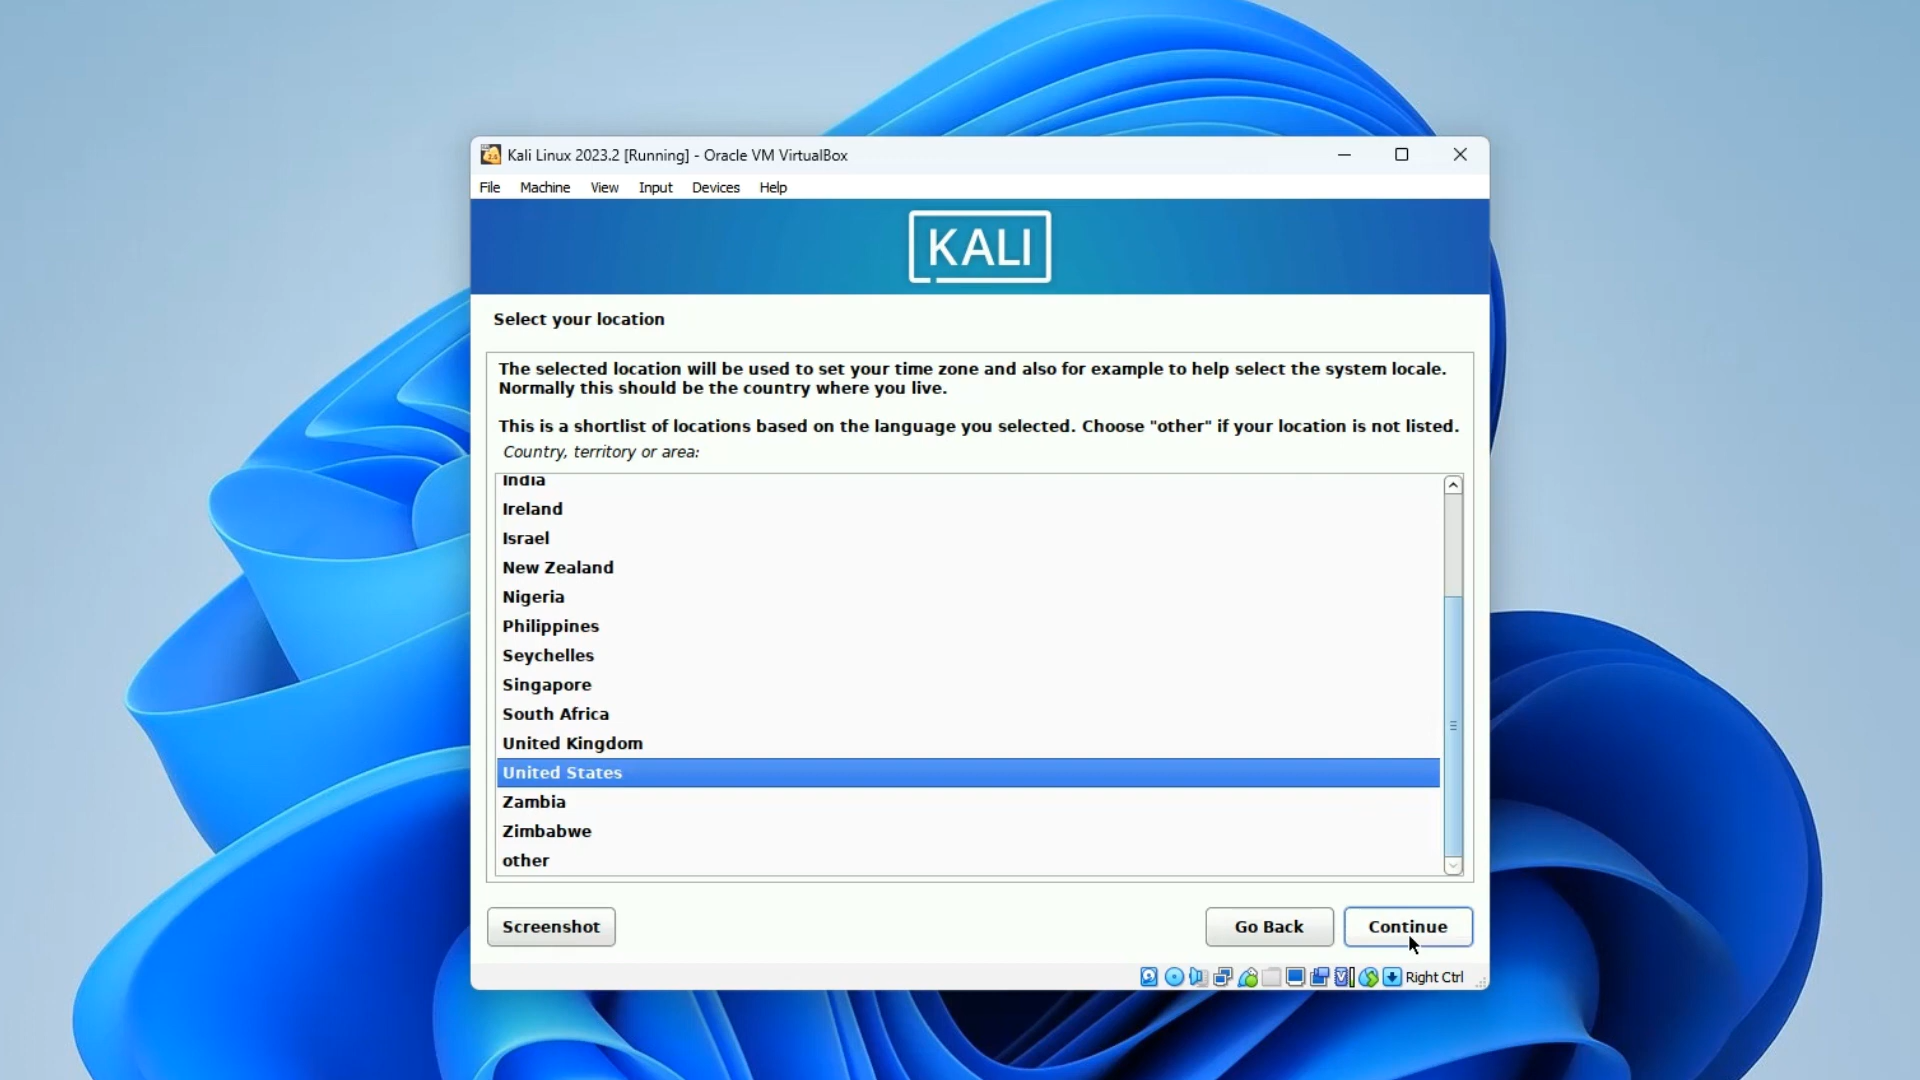 Kali Linux 2023.2 [Running] - Oracle VM VirtualBox
File Machine View Input Devices Help
KALI
Select your location
The selected location will be used to set your time zone and also for example to help select the system locale.
Normally this should be the country where you live.
This is a shortlist of locations based on the language you selected. Choose "other" if your location is not listed.
Country, territory or area:
India
Ireland
Israel
New Zealand
Nigeria
Philippines
Seychelles
Singapore
South Africa
United Kingdom
United States
Zambia
Zimbabwe
other
Screenshot Go Back Continue
Right Ctrl